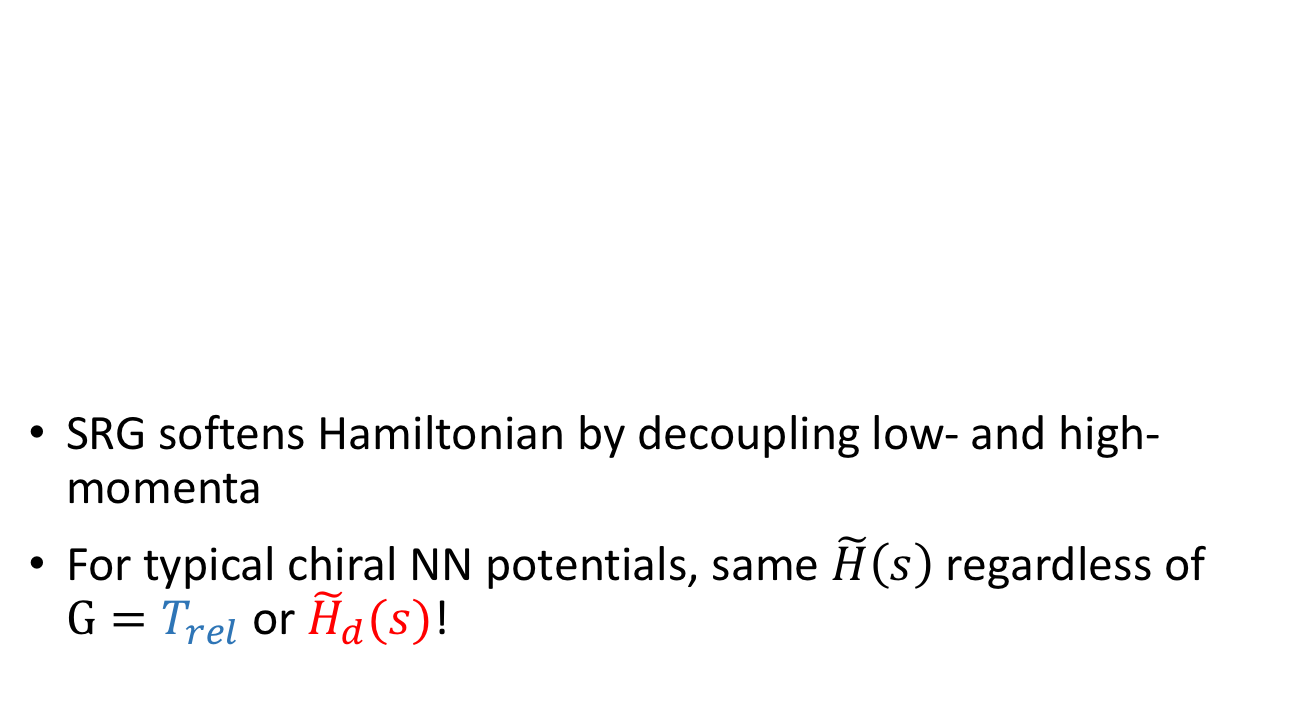 • SRG softens Hamiltonian by decoupling low- and high-
momenta
• For typical chiral NN potentials, same H̃(s) regardless of
G = T_rel or H̃_d(s)!